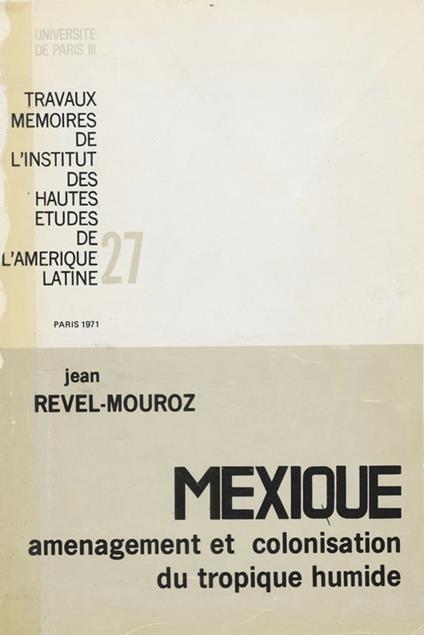 UNIVERSITE
DE PARIS III
TRAVAUX
MEMOIRES
DE
L'INSTITUT
DES
HAUTES
ETUDES
DE
L'AMERIQUE
LATINE
27
PARIS 1971
jean
REVEL-MOUROZ
MEXIQUE
amenagement et colonisation
du tropique humide